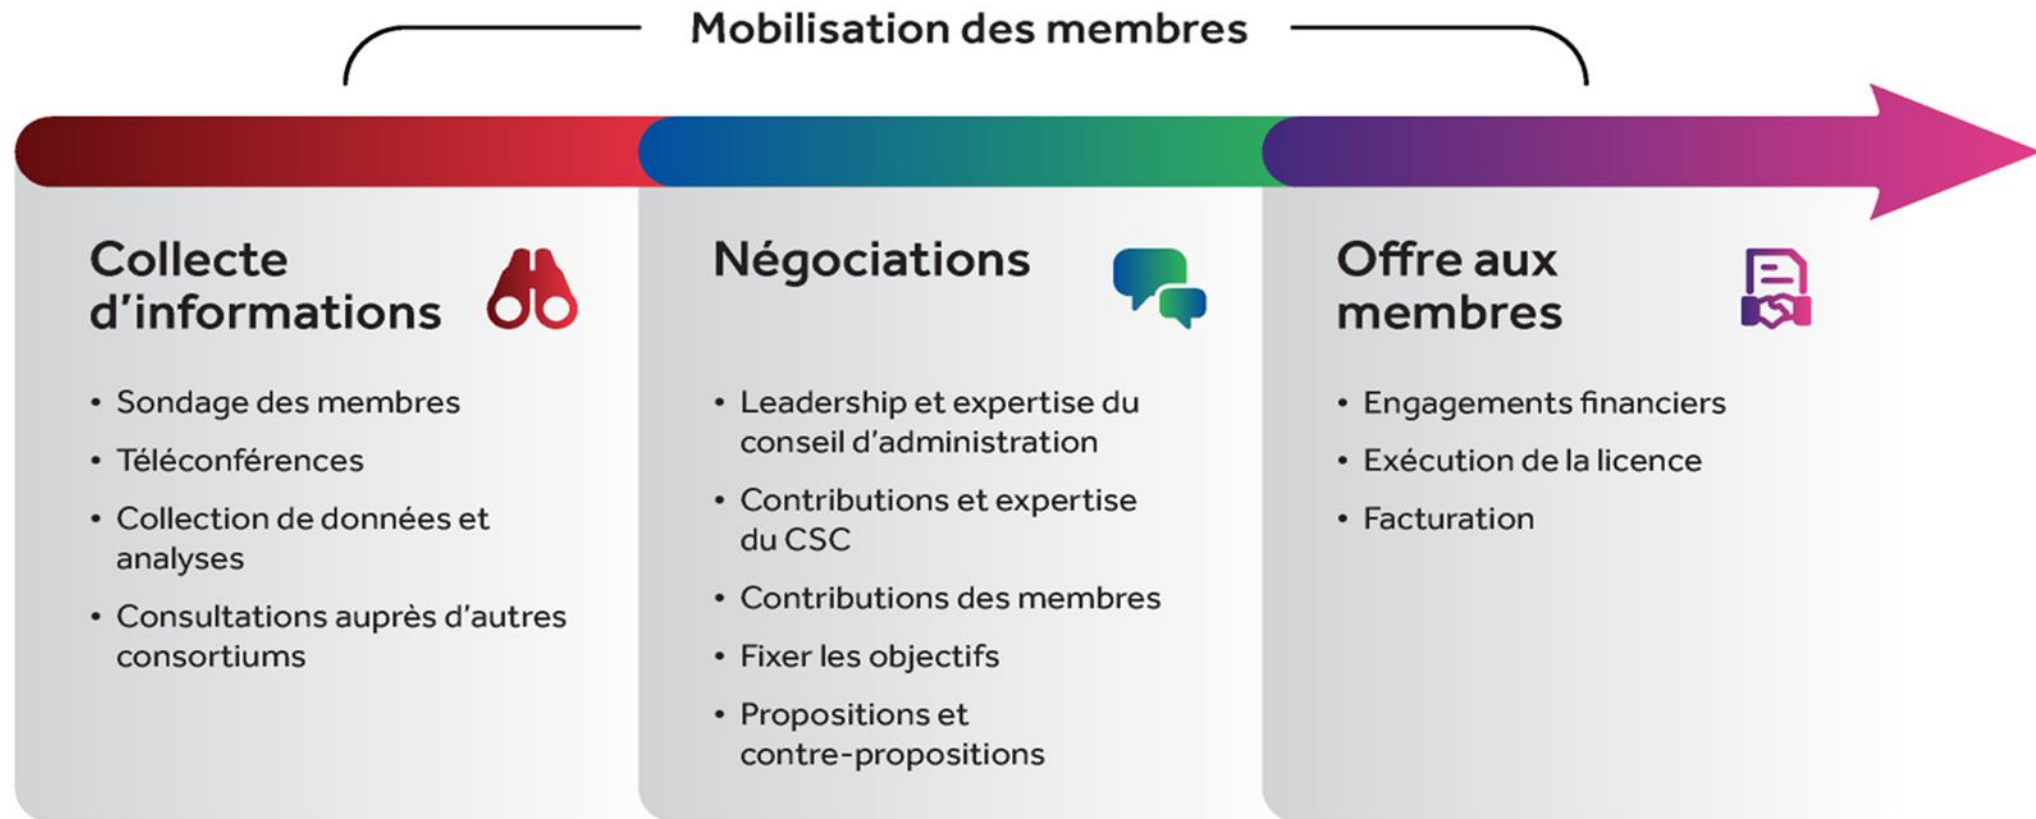 Mobilisation des membres
Collecte
d'informations
• Sondage des membres
• Téléconférences
• Collection de données et
analyses
• Consultations auprès d'autres
consortiums
Négociations
• Leadership et expertise du
conseil d'administration
• Contributions et expertise
du CSC
• Contributions des membres
• Fixer les objectifs
• Propositions et
contre-propositions
Offre aux
membres
• Engagements financiers
• Exécution de la licence
• Facturation